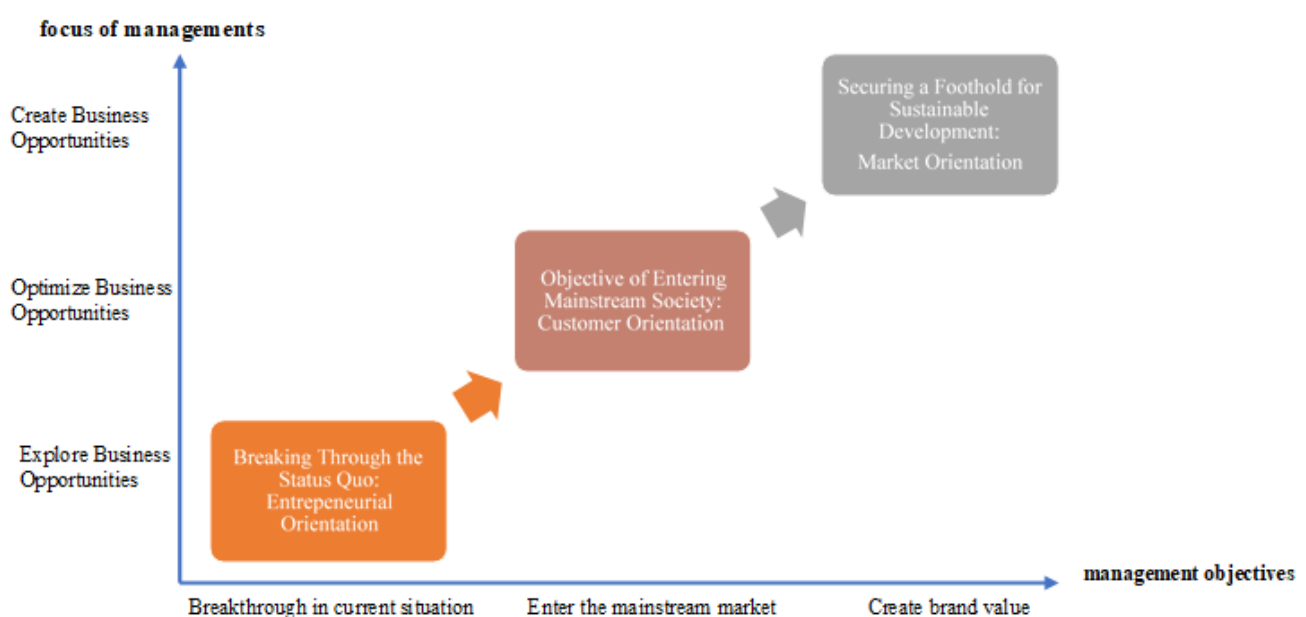 focus of managements
Create Business
Opportunities
Securing a Foothold for
Sustainable
Development:
Market Orientation
Optimize Business
Opportunities
Objective of Entering
Mainstream Society:
Customer Orientation
Explore Business
Opportunities
Breaking Through the
Status Quo:
Entrepeneurial
Orientation
management objectives
Breakthrough in current situation
Enter the mainstream market
Create brand value